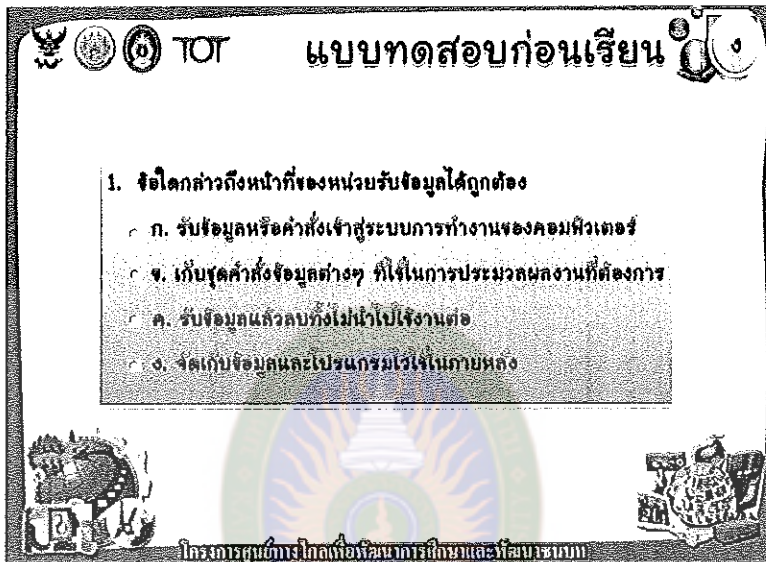 TOT
แบบทดสอบก่อนเรียน
1. ข้อใดกล่าวถึงหน้าที่ของหน่วยรับข้อมูลได้ถูกต้อง
ก. รับข้อมูลหรือคำสั่งเข้าสู่ระบบการทำงานของคอมพิวเตอร์
ข. เก็บชุดคำสั่งข้อมูลต่างๆ ที่ใช้ในการประมวลผลงานที่ต้องการ
ค. รับข้อมูลแล้วลบทิ้งไม่นำไปใช้งานต่อ
ง. จัดเก็บข้อมูลและโปรแกรมไว้ใช้ในภายหลัง
โครงการศูนย์ทางไกลเพื่อพัฒนาการศึกษาและพัฒนาชนบท